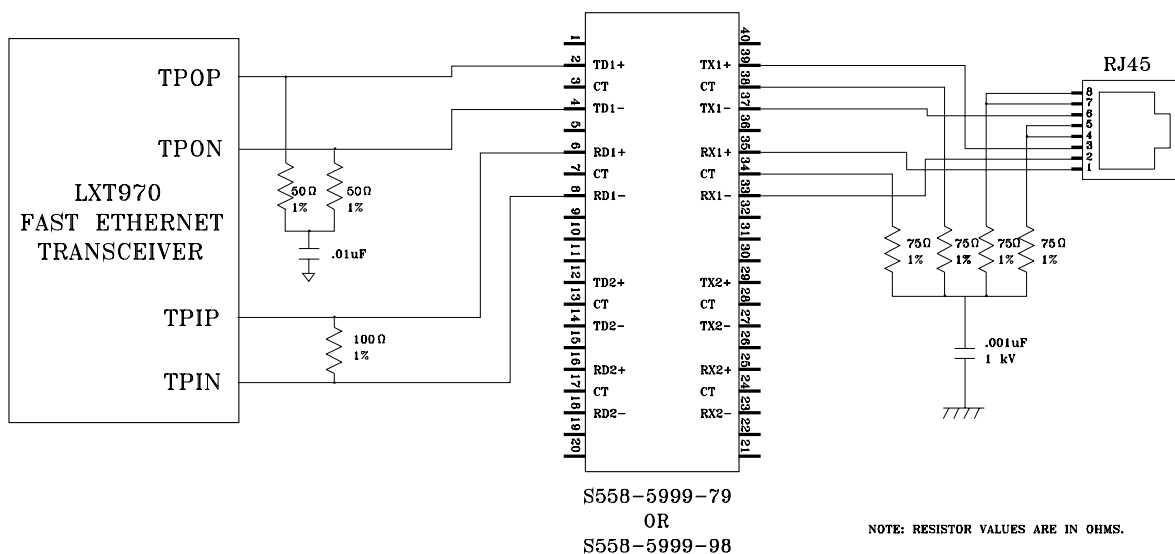 TPOP
TPON
LXT970
FAST ETHERNET
TRANSCEIVER
TPIP
TPIN
50Ω
1%
50Ω
1%
.01uF
100Ω
1%
1
2
3
4
5
6
7
8
9
10
11
12
13
14
15
16
17
18
19
20
TD1+
CT
TD1-
RD1+
CT
RD1-
TD2+
CT
TD2-
RD2+
CT
RD2-
TX1+
CT
TX1-
RX1+
CT
RX1-
TX2+
CT
TX2-
RX2+
CT
RX2-
40
39
38
37
36
35
34
33
32
31
30
29
28
27
26
25
24
23
22
21
S558-5999-79
OR
S558-5999-98
RJ45
8
7
6
5
4
3
2
1
75Ω
1%
75Ω
1%
75Ω
1%
75Ω
1%
.001uF
1 kV
NOTE: RESISTOR VALUES ARE IN OHMS.